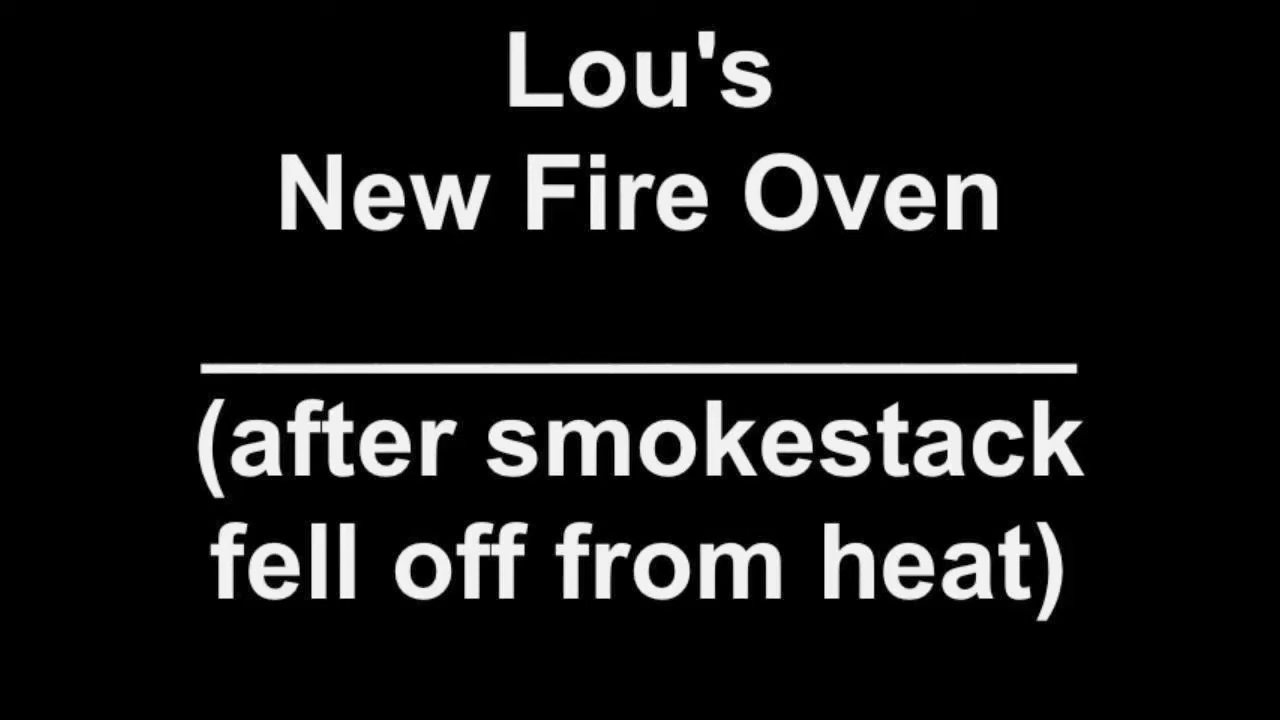 Lou's
New Fire Oven
(after smokestack
fell off from heat)